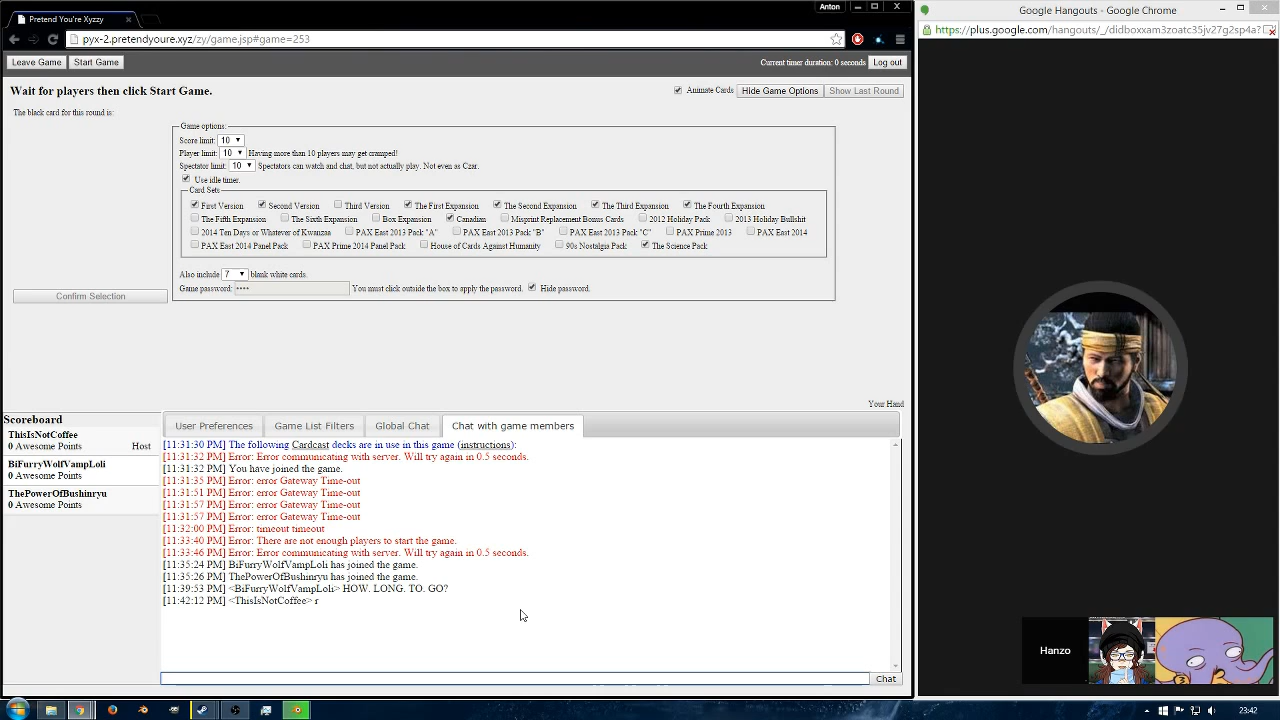 Pretend You're Xyzzy
Anton
Google Hangouts - Google Chrome
pyx-2.pretendyoure.xyz/zy/game.jsp#game=253
https://plus.google.com/hangouts/_/didboxxam3zoatc35jv27g2sp4a?
Leave Game
Start Game
Current timer duration: 0 seconds
Log out
Wait for players then click Start Game.
Animate Cards
Hide Game Options
Show Last Round
The black card for this round is:
Game options:
Score limit: 10
Player limit: 10 Having more than 10 players may get cramped!
Spectator limit: 10 Spectators can watch and chat, but not actually play. Not even as Czar.
Use idle timer.
Card Sets
First Version Second Version Third Version The First Expansion The Second Expansion The Third Expansion The Fourth Expansion
The Fifth Expansion The Sixth Expansion Box Expansion Canadian Misprint Replacement Bonus Cards 2012 Holiday Pack 2013 Holiday Bullshit
2014 Ten Days or Whatever of Kwanzaa PAX East 2013 Pack "A" PAX East 2013 Pack "B" PAX East 2013 Pack "C" PAX Prime 2013 PAX East 2014
PAX East 2014 Panel Pack PAX Prime 2014 Panel Pack House of Cards Against Humanity 90s Nostalgia Pack The Science Pack
Also include 7 blank white cards.
Game password: •••• You must click outside the box to apply the password. Hide password.
Confirm Selection
Your Hand
Scoreboard
ThisIsNotCoffee
0 Awesome Points Host
BiFurryWolfVampLoli
0 Awesome Points
ThePowerOfBushinryu
0 Awesome Points
User Preferences
Game List Filters
Global Chat
Chat with game members
[11:31:30 PM] The following Cardcast decks are in use in this game (instructions):
[11:31:32 PM] Error: Error communicating with server. Will try again in 0.5 seconds.
[11:31:32 PM] You have joined the game.
[11:31:35 PM] Error: error Gateway Time-out
[11:31:51 PM] Error: error Gateway Time-out
[11:31:57 PM] Error: error Gateway Time-out
[11:31:57 PM] Error: error Gateway Time-out
[11:32:00 PM] Error: timeout timeout
[11:33:40 PM] Error: There are not enough players to start the game.
[11:33:46 PM] Error: Error communicating with server. Will try again in 0.5 seconds.
[11:35:24 PM] BiFurryWolfVampLoli has joined the game.
[11:35:26 PM] ThePowerOfBushinryu has joined the game.
[11:39:53 PM] <BiFurryWolfVampLoli> HOW. LONG. TO. GO?
[11:42:12 PM] <ThisIsNotCoffee> r
Chat
Hanzo
23:42